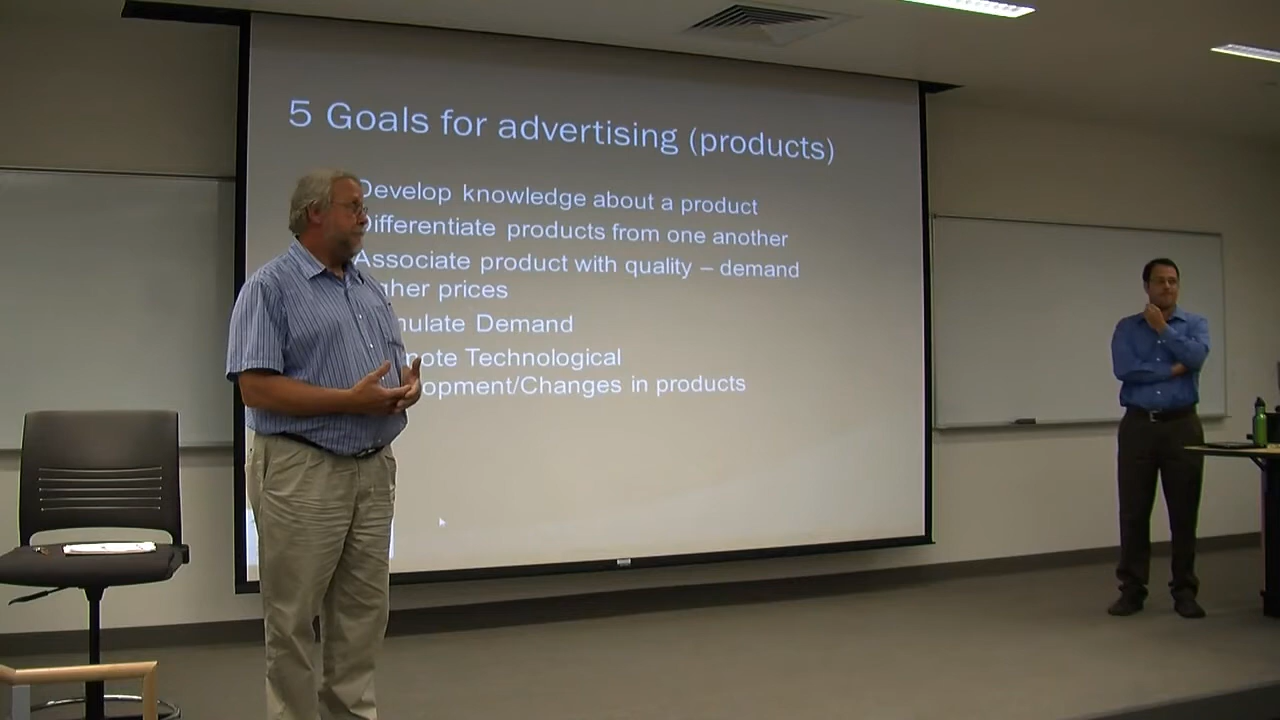 5 Goals for advertising (products)
Develop knowledge about a product
Differentiate products from one another
Associate product with quality – demand
prices
Demand
Technological
in products